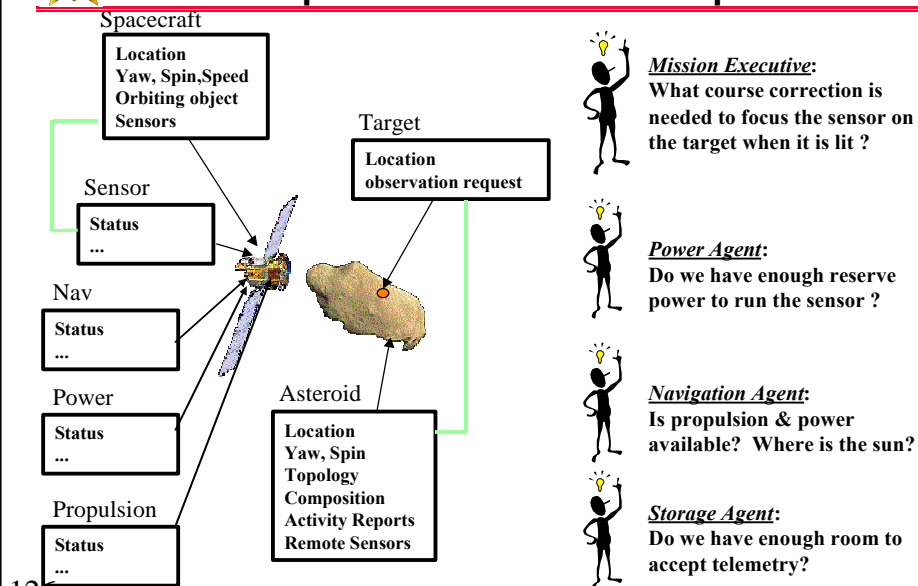 Spacecraft
Location
Yaw, Spin,Speed
Orbiting object
Sensors
Sensor
Status
...
Nav
Status
...
Power
Status
...
Propulsion
Status
...
Target
Location
observation request
Asteroid
Location
Yaw, Spin
Topology
Composition
Activity Reports
Remote Sensors
Mission Executive:
What course correction is
needed to focus the sensor on
the target when it is lit ?
Power Agent:
Do we have enough reserve
power to run the sensor ?
Navigation Agent:
Is propulsion & power
available? Where is the sun?
Storage Agent:
Do we have enough room to
accept telemetry?